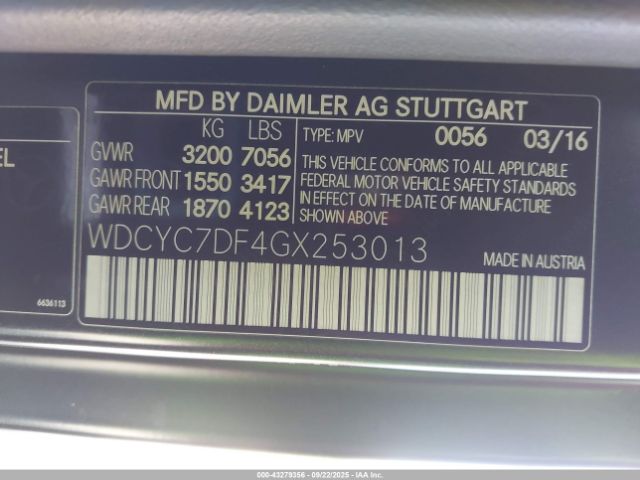 MFD BY DAIMLER AG STUTTGART
KG LBS
GVWR 3200 7056
GAWR FRONT 1550 3417
GAWR REAR 1870 4123
TYPE: MPV 0056 03/16
THIS VEHICLE CONFORMS TO ALL APPLICABLE
FEDERAL MOTOR VEHICLE SAFETY STANDARDS
IN EFFECT ON THE DATE OF MANUFACTURE
SHOWN ABOVE
WDCYC7DF4GX253013
MADE IN AUSTRIA
EL
6636113
000-43279356 - 09/22/2025 - COPYRIGHT IAA, LLC.